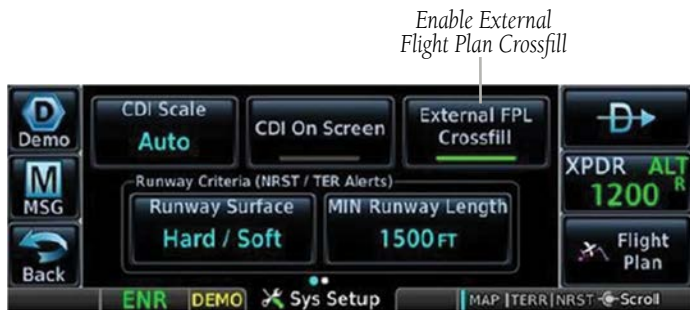 Enable External
Flight Plan Crossfill
D
Demo
CDI Scale
Auto
CDI On Screen
External FPL
Crossfill
D
M
MSG
Runway Criteria (NRST / TER Alerts)
Runway Surface
Hard / Soft
MIN Runway Length
1500 FT
XPDR ALT
1200 R
Back
Flight
Plan
ENR DEMO Sys Setup MAP TERR NRST Scroll